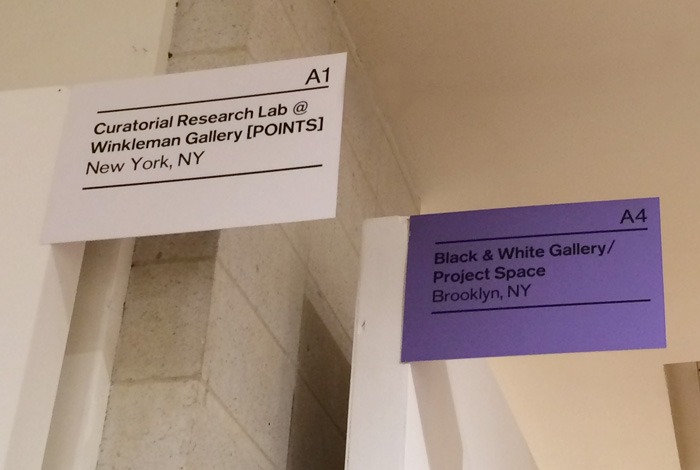 A1
Curatorial Research Lab @
Winkleman Gallery [POINTS]
New York, NY
A4
Black & White Gallery/
Project Space
Brooklyn, NY